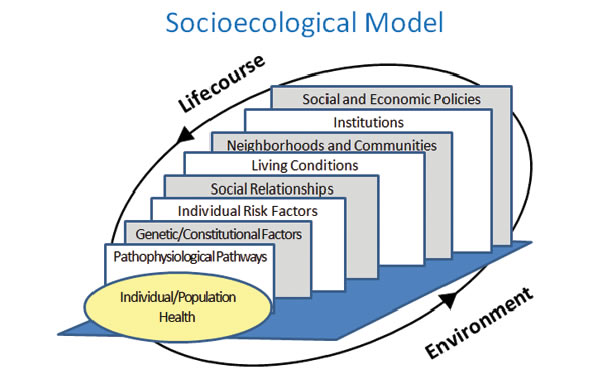 Socioecological Model
Lifecourse
Social and Economic Policies
Institutions
Neighborhoods and Communities
Living Conditions
Social Relationships
Individual Risk Factors
Genetic/Constitutional Factors
Pathophysiological Pathways
Individual/Population
Health
Environment